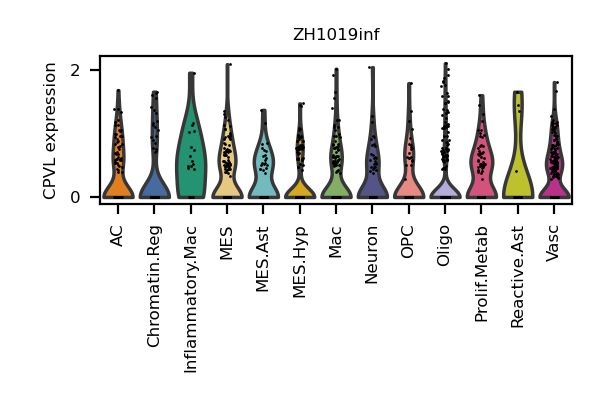 ZH1019inf
CPVL expression
2
0
AC
Chromatin.Reg
Inflammatory.Mac
MES
MES.Ast
MES.Hyp
Mac
Neuron
OPC
Oligo
Prolif.Metab
Reactive.Ast
Vasc